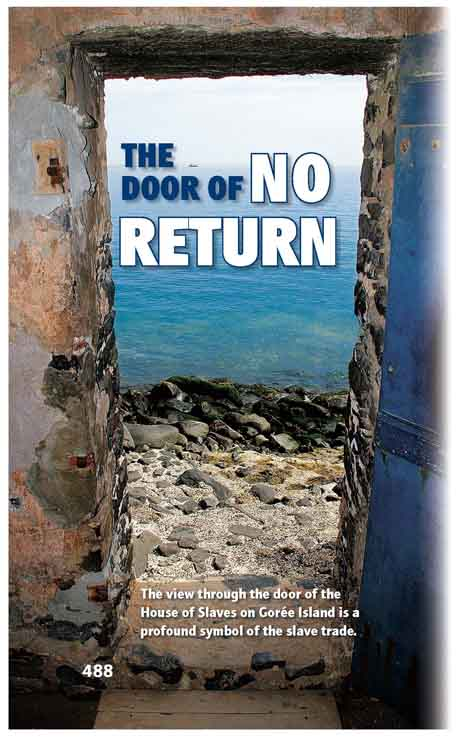 THE
DOOR OF NO
RETURN
The view through the door of the
House of Slaves on Gorée Island is a
profound symbol of the slave trade.
488